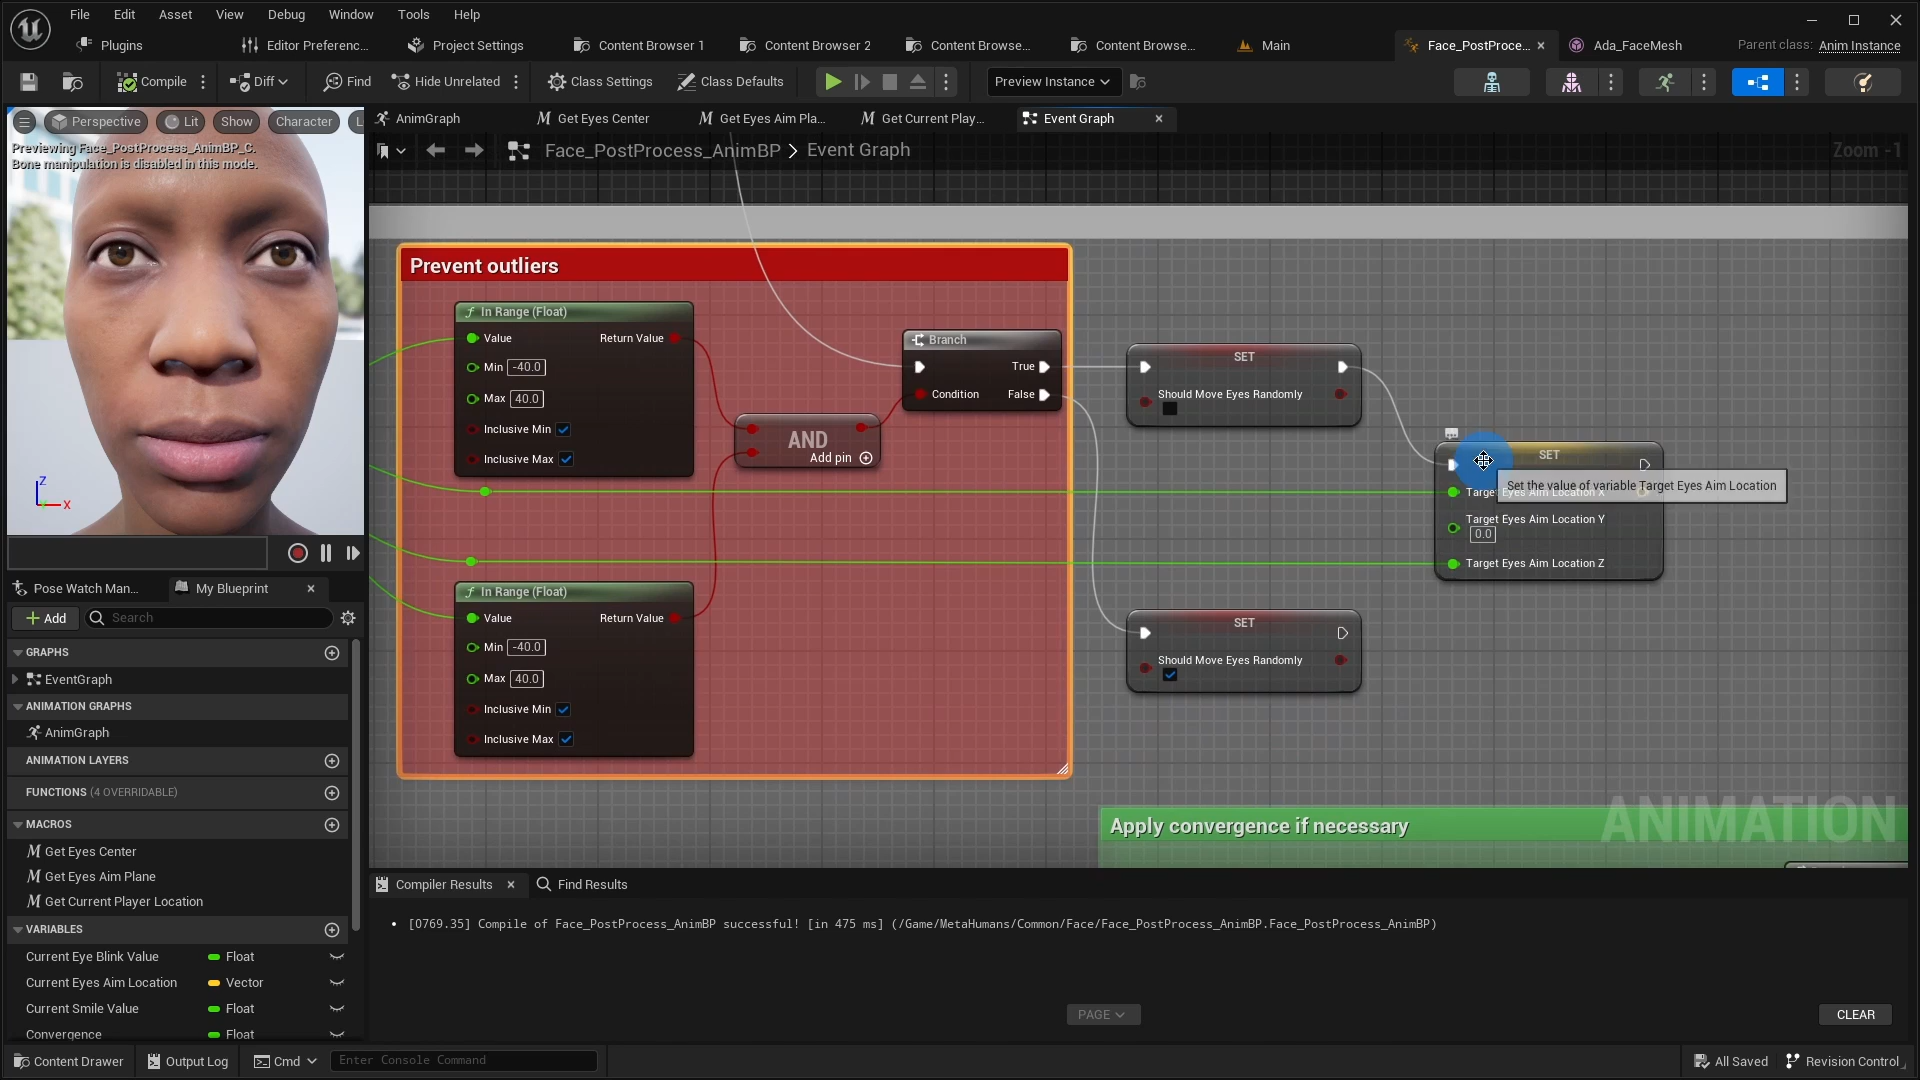 File Edit Asset View Debug Window Tools Help
Plugins Editor Preferenc... Project Settings Content Browser 1 Content Browser 2 Content Browse... Content Browse... Main Face_PostProce... Ada_FaceMesh Parent class: Anim Instance
Compile Diff Find Hide Unrelated Class Settings Class Defaults Preview Instance
Perspective Lit Show Character L
Previewing Face_PostProcess_AnimBP_C.
Bone manipulation is disabled in this mode.
Z
X
AnimGraph Get Eyes Center Get Eyes Aim Pla... Get Current Play... Event Graph
Face_PostProcess_AnimBP > Event Graph Zoom -1
Prevent outliers
In Range (Float)
Value Return Value
Min -40.0
Max 40.0
Inclusive Min
Inclusive Max
AND
Add pin
Branch
True
Condition False
SET
Should Move Eyes Randomly
SET
Set the value of variable Target Eyes Aim Location
Target Eyes Aim Location X
Target Eyes Aim Location Y
0.0
Target Eyes Aim Location Z
In Range (Float)
Value Return Value
Min -40.0
Max 40.0
Inclusive Min
Inclusive Max
SET
Should Move Eyes Randomly
Apply convergence if necessary
ANIMATION
Pose Watch Man... My Blueprint
Add Search
GRAPHS
EventGraph
ANIMATION GRAPHS
AnimGraph
ANIMATION LAYERS
FUNCTIONS (4 OVERRIDABLE)
MACROS
Get Eyes Center
Get Eyes Aim Plane
Get Current Player Location
VARIABLES
Current Eye Blink Value Float
Current Eyes Aim Location Vector
Current Smile Value Float
Convergence Float
Compiler Results Find Results
[0769.35] Compile of Face_PostProcess_AnimBP successful! [in 475 ms] (/Game/MetaHumans/Common/Face/Face_PostProcess_AnimBP.Face_PostProcess_AnimBP)
PAGE CLEAR
Content Drawer Output Log Cmd Enter Console Command All Saved Revision Control